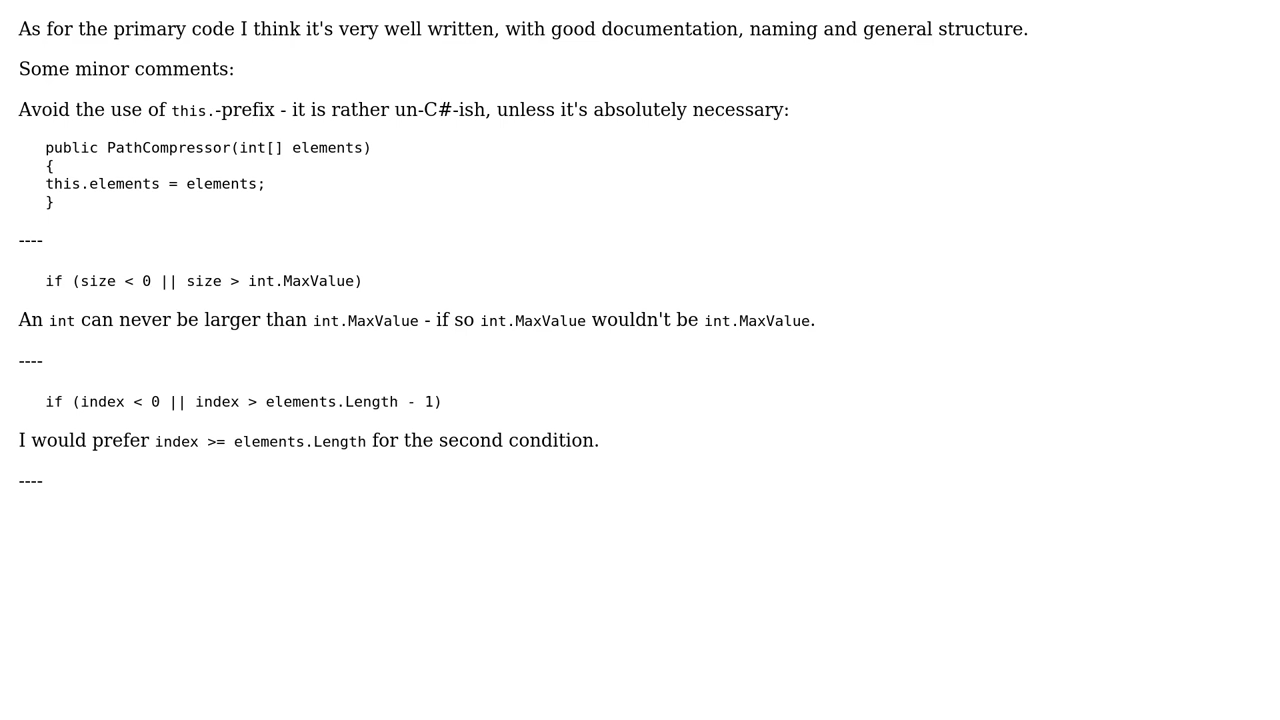 As for the primary code I think it's very well written, with good documentation, naming and general structure.
Some minor comments:
Avoid the use of this.-prefix - it is rather un-C#-ish, unless it's absolutely necessary:
public PathCompressor(int[] elements)
{
this.elements = elements;
}
----
if (size < 0 || size > int.MaxValue)
An int can never be larger than int.MaxValue - if so int.MaxValue wouldn't be int.MaxValue.
----
if (index < 0 || index > elements.Length - 1)
I would prefer index >= elements.Length for the second condition.
----